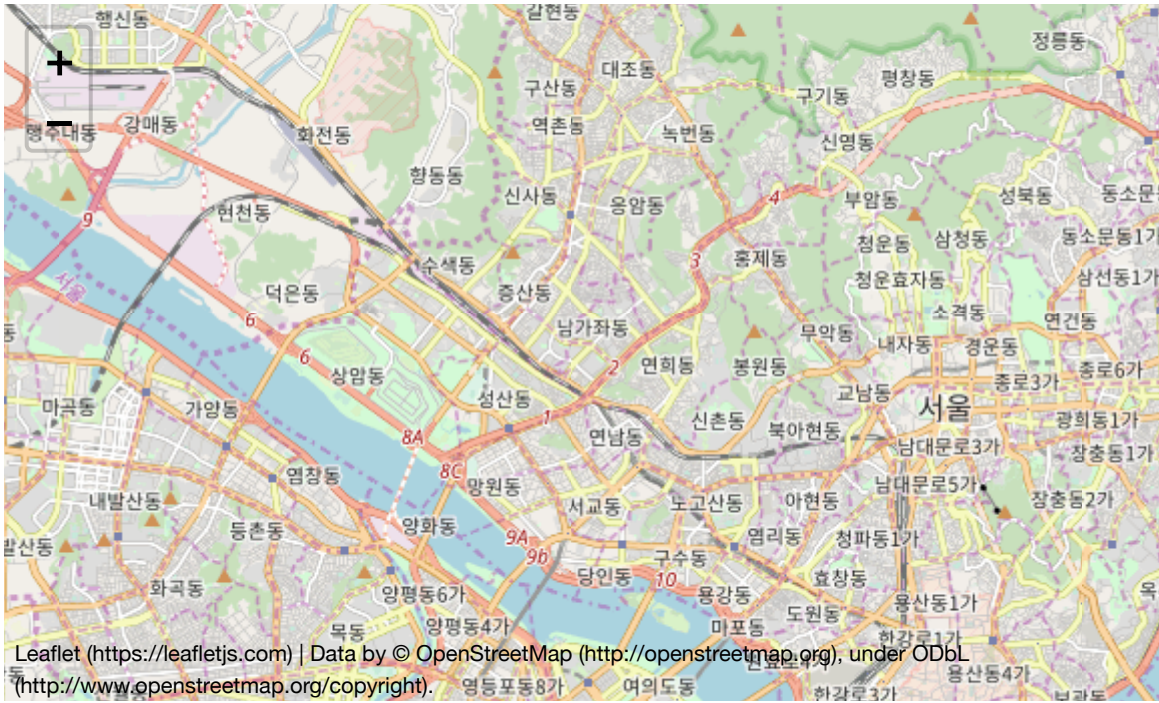 갈현동
행신동
정릉동
+
대조동
평창동
구산동
구기동
−
행주내동
강매동
역촌동
녹번동
화전동
신영동
향동동
신사동
응암동
4
부암동
성북동
동소문
9
현천동
청운동
삼청동
동소문동1가
수색동
3
홍제동
서울
청운효자동
삼선동1가
덕은동
증산동
소격동
6
남가좌동
무악동
연건동
동
6
내자동
경운동
상암동
2
연희동
봉원동
종로3가
종로6가
마곡동
가양동
성산동
1
교남동
서울
신촌동
광희동1가
8A
연남동
북아현동
남대문로3가
장충동1가
8C
염창동
망원동
남대문로5가
내발산동
서교동
노고산동
아현동
장충동2가
등촌동
양화동
9A
염리동
청파동1가
발산동
9b
구수동
화곡동
당인동
10
효창동
양평동6가
용강동
용산동1가
옥
도원동
목동
양평동4가
마포동
한강로1가
Leaflet (https://leafletjs.com) | Data by © OpenStreetMap (http://openstreetmap.org), under ODbL
용산동4가
(http://www.openstreetmap.org/copyright).
영등포동8가
여의도동
한강로3가
보광동